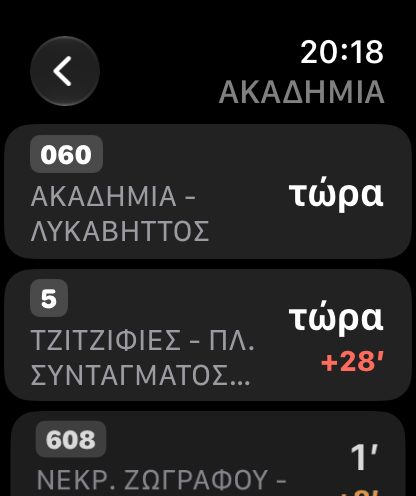 20:18
ΑΚΑΔΗΜΙΑ
060
ΑΚΑΔΗΜΙΑ -
ΛΥΚΑΒΗΤΤΟΣ
τώρα
5
ΤΖΙΤΖΙΦΙΕΣ - ΠΛ.
ΣΥΝΤΑΓΜΑΤΟΣ...
τώρα
+28′
608
ΝΕΚΡ. ΖΩΓΡΑΦΟΥ -
1′